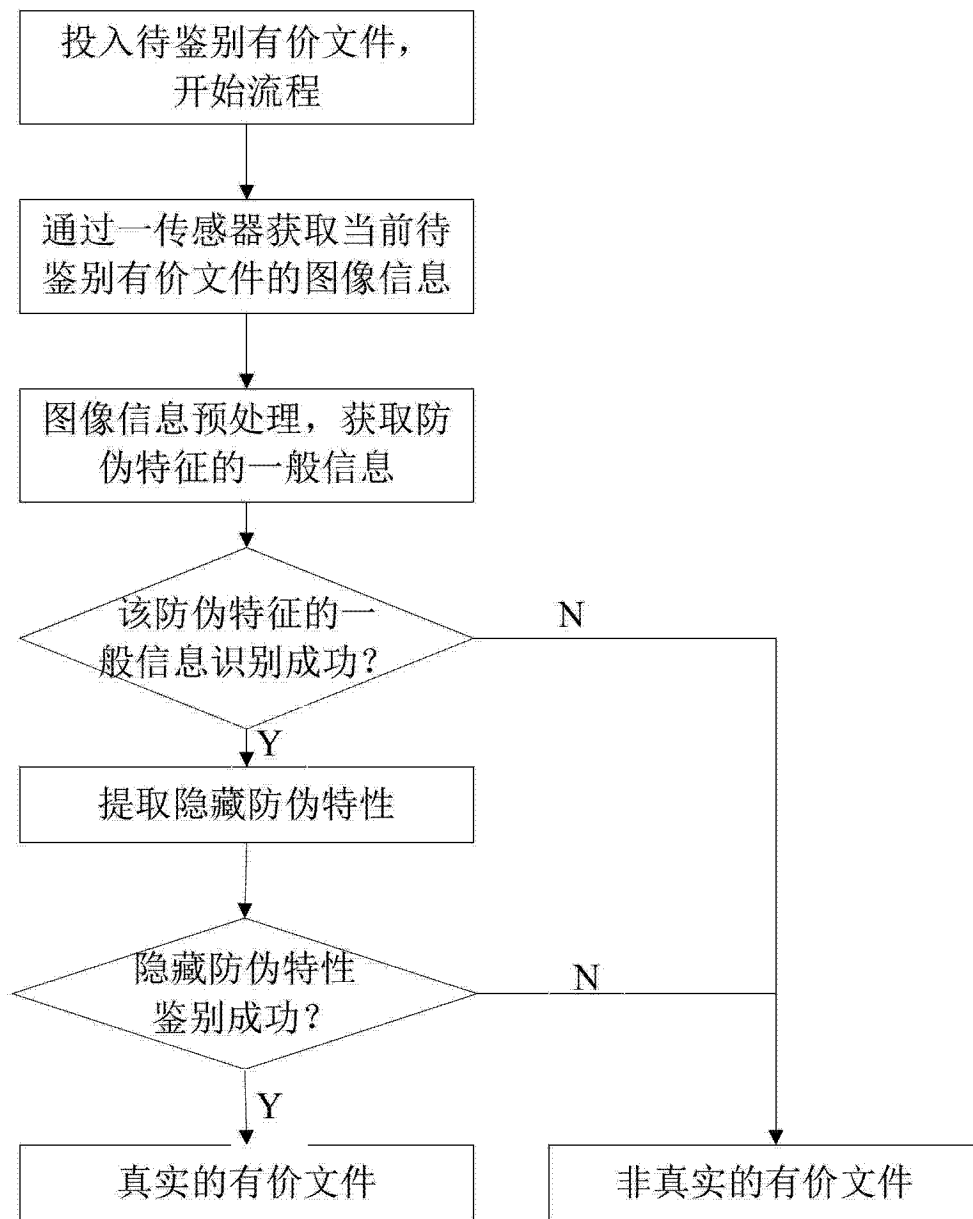 投入待鉴别有价文件，
开始流程
通过一传感器获取当前待
鉴别有价文件的图像信息
图像信息预处理，获取防
伪特征的一般信息
该防伪特征的一
般信息识别成功？
N
Y
提取隐藏防伪特性
隐藏防伪特性
鉴别成功？
N
Y
真实的有价文件
非真实的有价文件